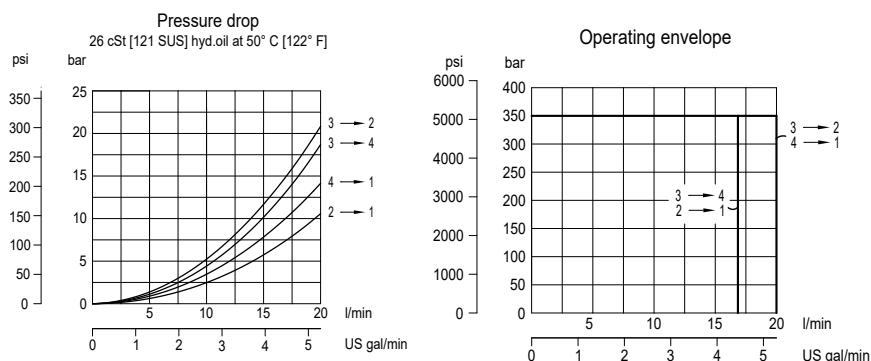 Pressure drop
26 cSt [121 SUS] hyd.oil at 50° C [122° F]
psi
bar
350
300
250
200
150
100
50
0
25
20
15
10
5
0
3 → 2
3 → 4
4 → 1
2 → 1
5 10 15 20 l/min
0 1 2 3 4 5 US gal/min
Operating envelope
psi
bar
6000
5000
4000
3000
2000
1000
0
400
350
300
250
200
150
100
50
0
3 → 2
4 → 1
3 → 4
2 → 1
5 10 15 20 l/min
0 1 2 3 4 5 US gal/min